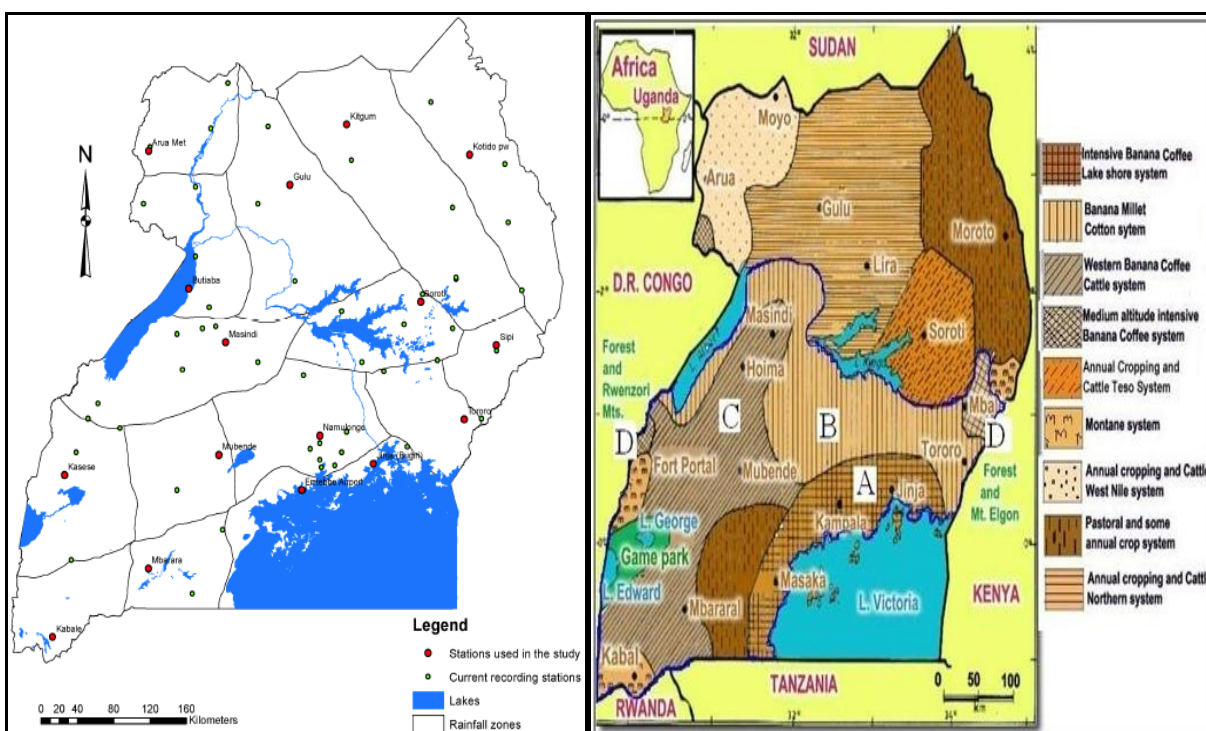 N
Arua Met
Kitgum
Kotido pw
Gulu
Butiaba
Soroti
Masindi
Sipi
Tororo
Namulonge
Mubende
Kasese
Entebbe Airport
Mbarara
Kabale
Legend
Stations used in the study
Current recording stations
Lakes
Rainfall zones
0 20 40 80 120 160
Kilometers
SUDAN
Africa
Uganda
Moyo
Arua
Gulu
Moroto
Lira
D.R. CONGO
Masindi
Soroti
Forest
and
Rwenzori
Mts.
Hoima
C
B
Mba
D
D
Fort Portal
Mubende
Tororo
A
Jinja
Kampala
Forest
and
Mt. Elgon
L. George
Game park
L. Edward
Masaka
Mbararal
L. Victoria
KENYA
Kabal
TANZANIA
RWANDA
0 50 100
km
Intensive Banana Coffee
Lake shore system
Banana Millet
Cotton sytem
Western Banana Coffee
Cattle system
Medium altitude intensive
Banana Coffee system
Annual Cropping and
Cattle Teso System
Montane system
Annual cropping and Cattle
West Nile system
Pastoral and some
annual crop system
Annual cropping and Cattl
Northern system